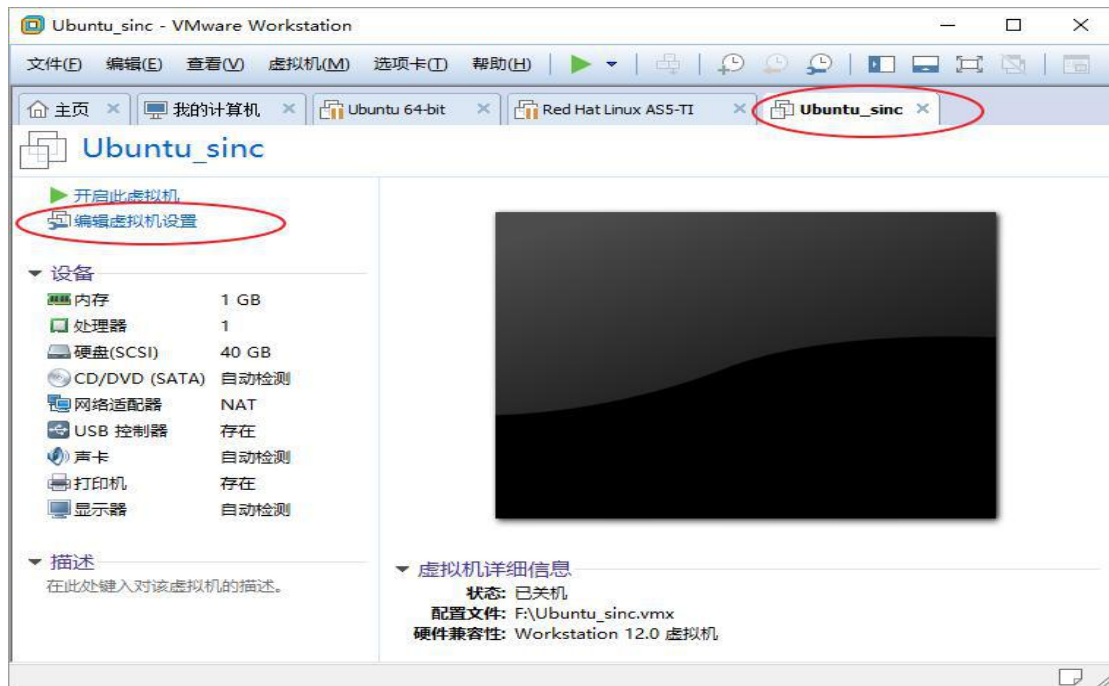 Ubuntu_sinc - VMware Workstation
文件(F) 编辑(E) 查看(V) 虚拟机(M) 选项卡(T) 帮助(H)
主页 我的计算机 Ubuntu 64-bit Red Hat Linux AS5-TI Ubuntu_sinc
Ubuntu_sinc
开启此虚拟机
编辑虚拟机设置
设备
内存 1 GB
处理器 1
硬盘(SCSI) 40 GB
CD/DVD (SATA) 自动检测
网络适配器 NAT
USB 控制器 存在
声卡 自动检测
打印机 存在
显示器 自动检测
描述
在此处键入对该虚拟机的描述。
虚拟机详细信息
状态: 已关机
配置文件: F:\Ubuntu_sinc.vmx
硬件兼容性: Workstation 12.0 虚拟机